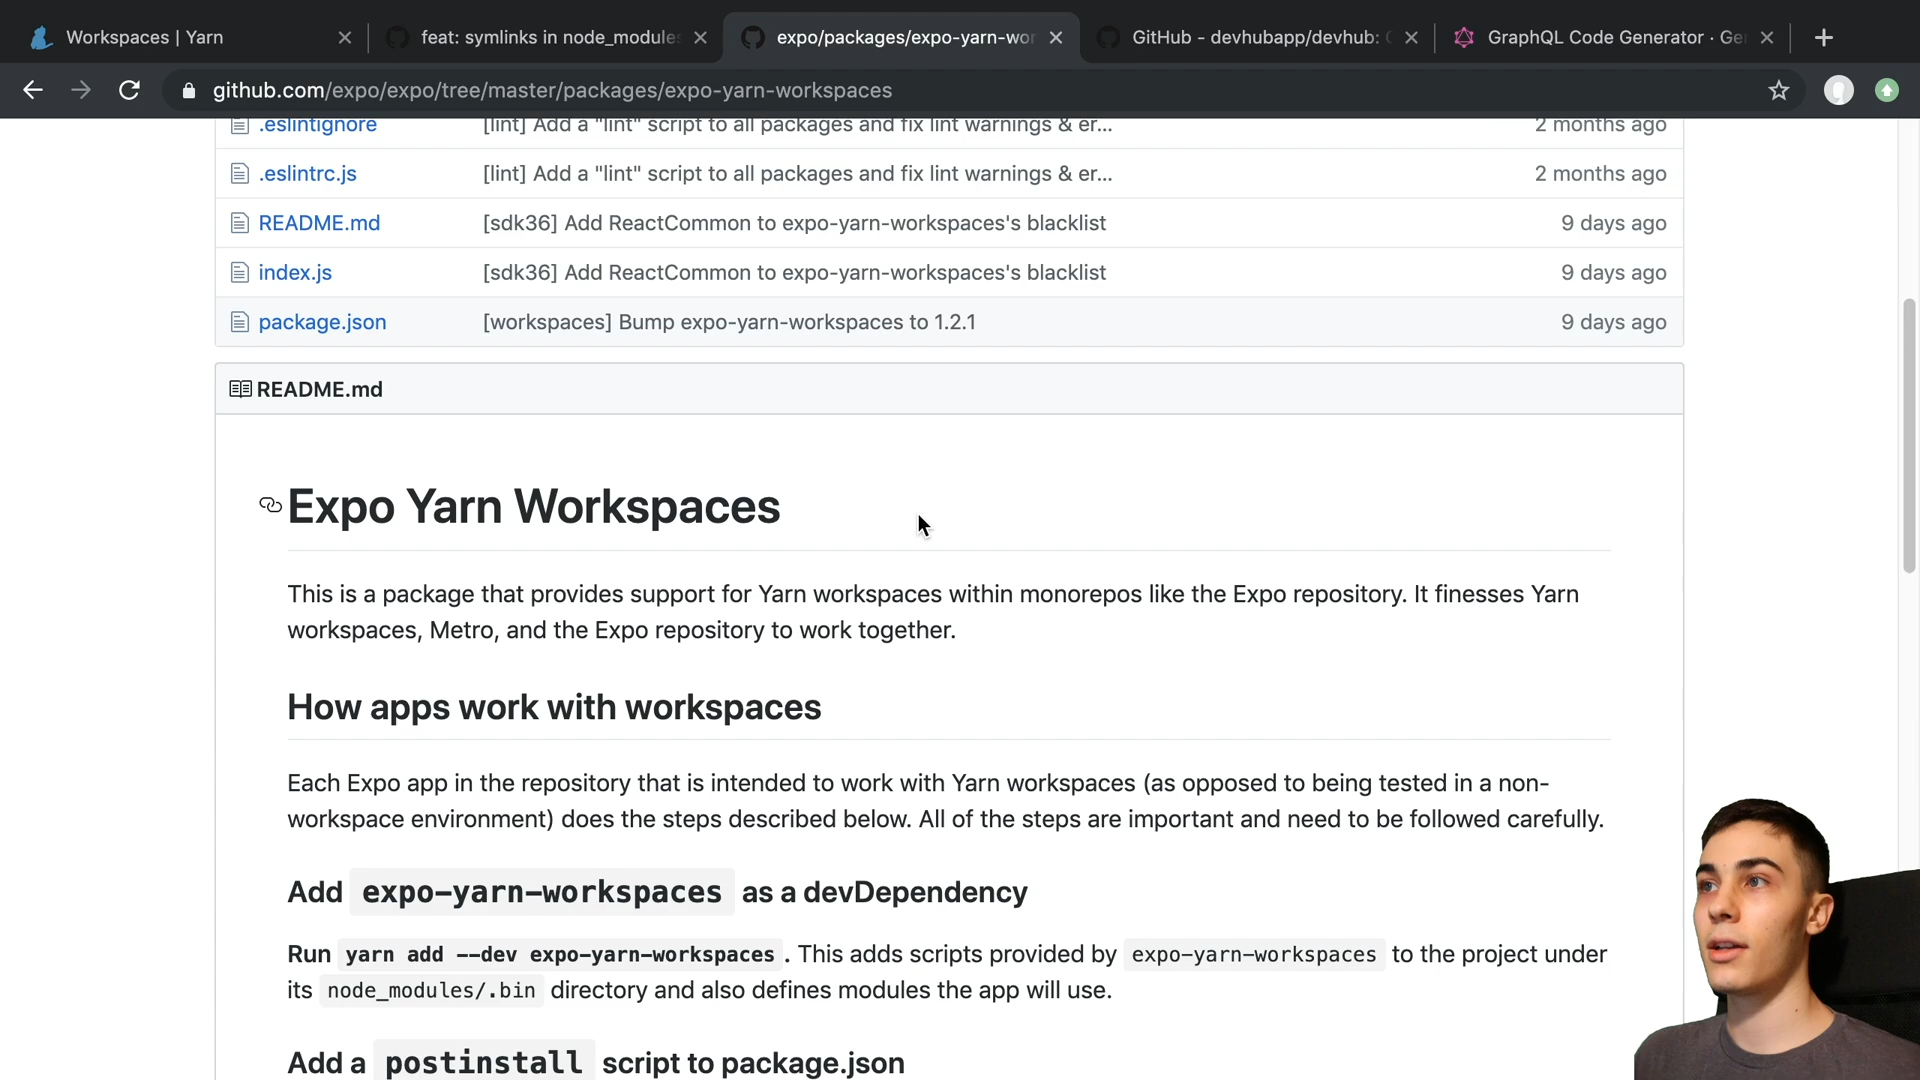 Workspaces | Yarn
feat: symlinks in node_module
expo/packages/expo-yarn-wor
GitHub - devhubapp/devhub:
GraphQL Code Generator · Ge
github.com/expo/expo/tree/master/packages/expo-yarn-workspaces
.eslintignore [lint] Add a "lint" script to all packages and fix lint warnings & er... 2 months ago
.eslintrc.js [lint] Add a "lint" script to all packages and fix lint warnings & er... 2 months ago
README.md [sdk36] Add ReactCommon to expo-yarn-workspaces's blacklist 9 days ago
index.js [sdk36] Add ReactCommon to expo-yarn-workspaces's blacklist 9 days ago
package.json [workspaces] Bump expo-yarn-workspaces to 1.2.1 9 days ago
README.md
Expo Yarn Workspaces
This is a package that provides support for Yarn workspaces within monorepos like the Expo repository. It finesses Yarn
workspaces, Metro, and the Expo repository to work together.
How apps work with workspaces
Each Expo app in the repository that is intended to work with Yarn workspaces (as opposed to being tested in a non-
workspace environment) does the steps described below. All of the steps are important and need to be followed carefully.
Add expo-yarn-workspaces as a devDependency
Run yarn add --dev expo-yarn-workspaces . This adds scripts provided by expo-yarn-workspaces to the project under
its node_modules/.bin directory and also defines modules the app will use.
Add a postinstall script to package.json